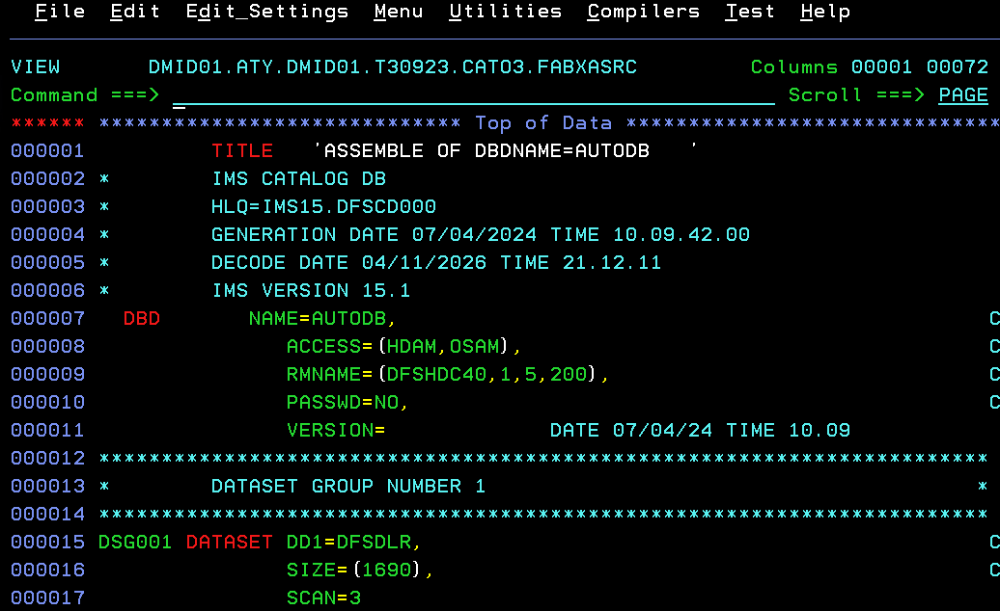 File  Edit  Edit_Settings  Menu  Utilities  Compilers  Test  Help
VIEW       DMID01.ATY.DMID01.T30923.CATO3.FABXASRC         Columns 00001 00072
Command ===>                                                  Scroll ===> PAGE
****** ***************************** Top of Data ******************************
000001          TITLE   'ASSEMBLE OF DBDNAME=AUTODB   '
000002 *        IMS CATALOG DB
000003 *        HLQ=IMS15.DFSCD000
000004 *        GENERATION DATE 07/04/2024 TIME 10.09.42.00
000005 *        DECODE DATE 04/11/2026 TIME 21.12.11
000006 *        IMS VERSION 15.1
000007   DBD       NAME=AUTODB,                                                C
000008                ACCESS=(HDAM,OSAM),                                      C
000009                RMNAME=(DFSHDC40,1,5,200),                               C
000010                PASSWD=NO,                                               C
000011                VERSION=             DATE 07/04/24 TIME 10.09
000012 ***********************************************************************
000013 *        DATASET GROUP NUMBER 1                                       *
000014 ***********************************************************************
000015 DSG001 DATASET DD1=DFSDLR,                                              C
000016                SIZE=(1690),                                             C
000017                SCAN=3